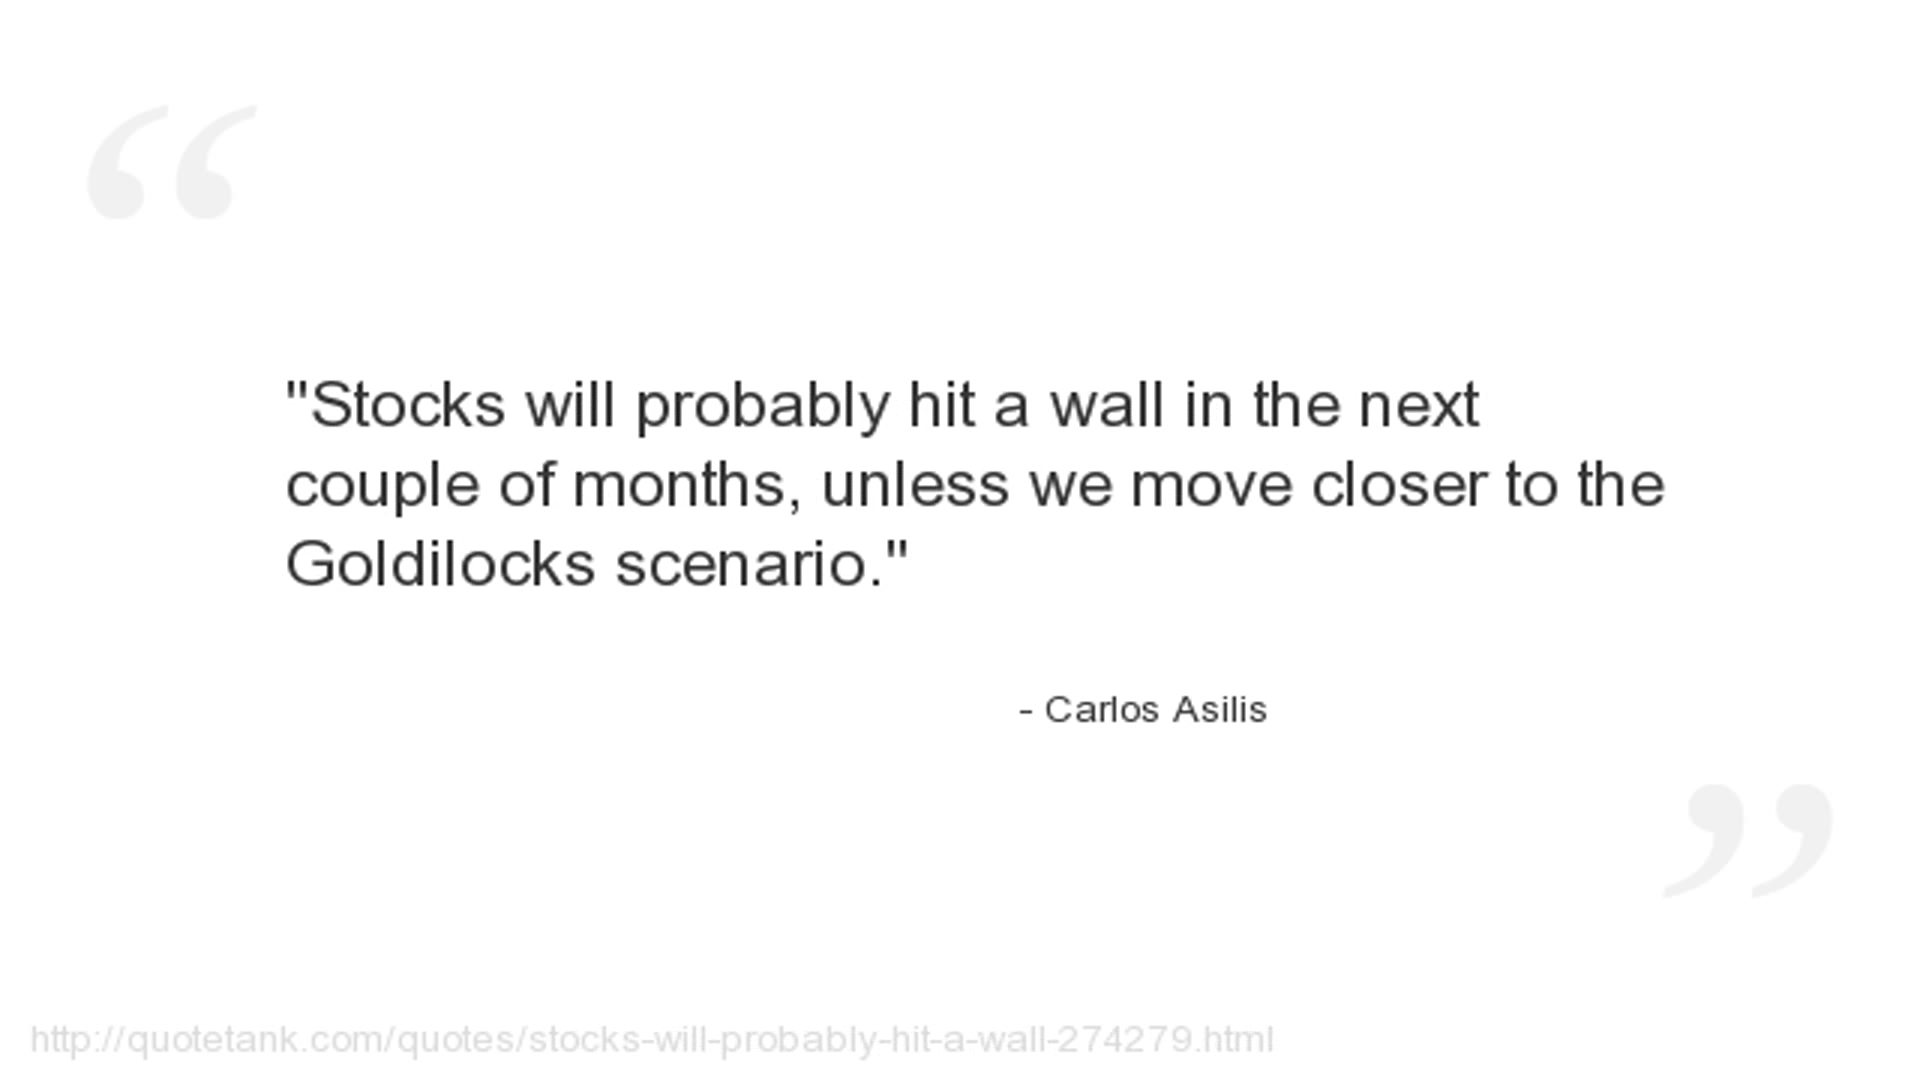 "Stocks will probably hit a wall in the next
couple of months, unless we move closer to the
Goldilocks scenario."
- Carlos Asilis
http://quotetank.com/quotes/stocks-will-probably-hit-a-wall-274279.html